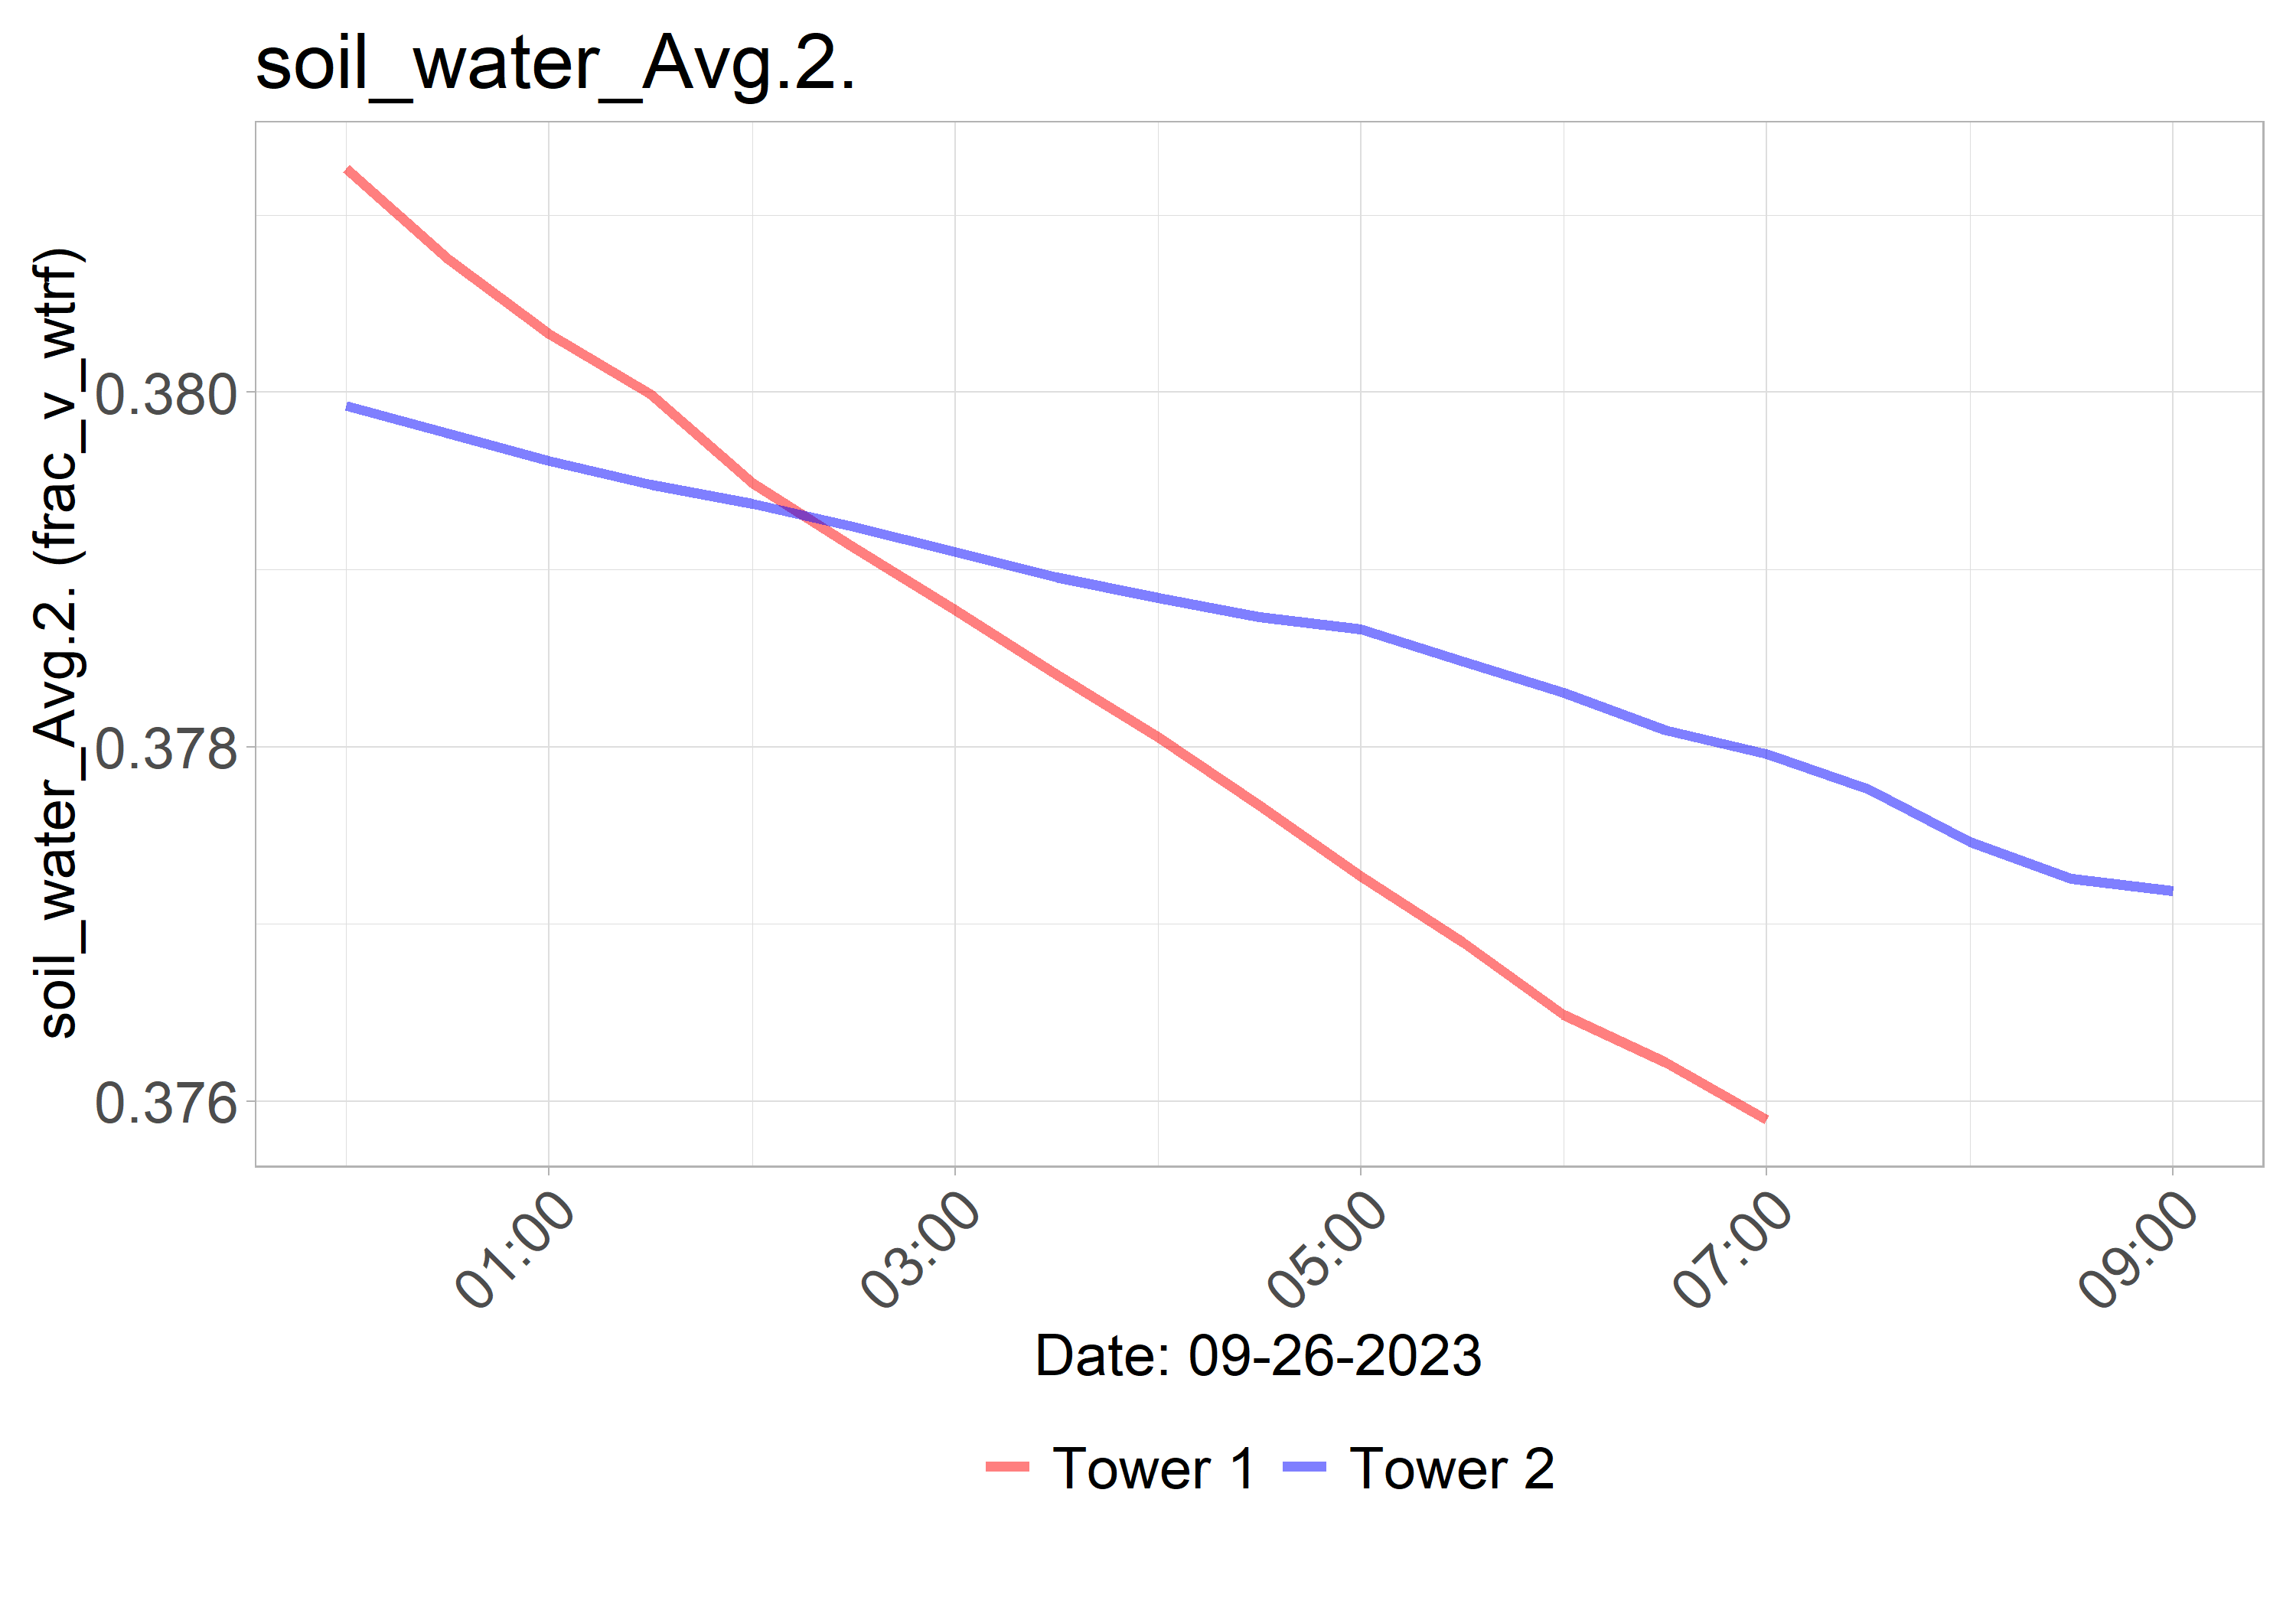 soil_water_Avg.2.
soil_water_Avg.2. (frac_v_wtrf)
0.380
0.378
0.376
01:00
03:00
05:00
07:00
09:00
Date: 09-26-2023
Tower 1
Tower 2